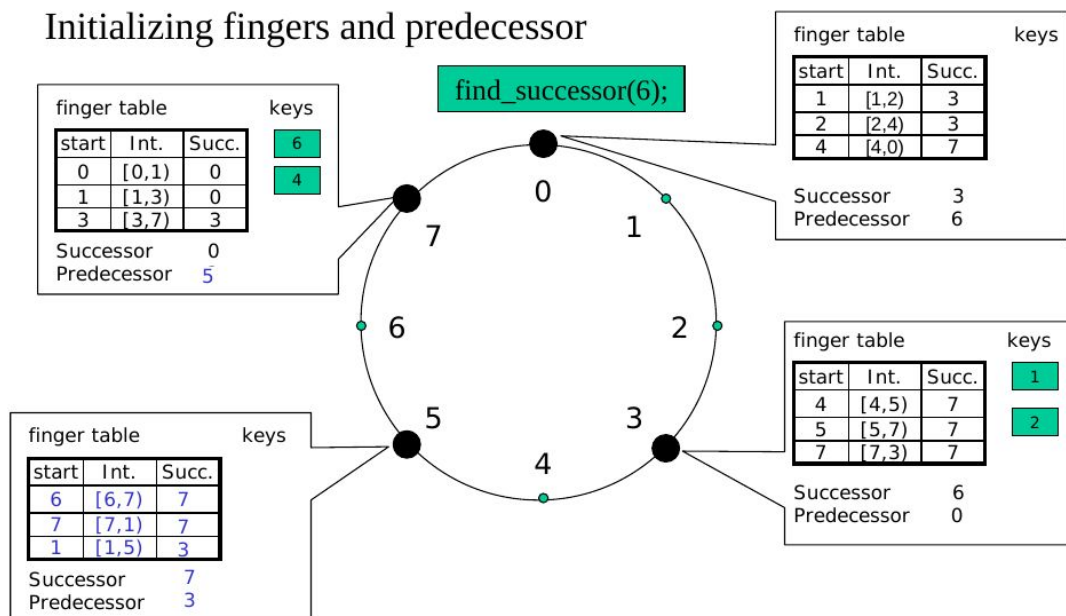 Initializing fingers and predecessor
find_successor(6);
finger table keys
start Int. Succ.
0 [0,1) 0
1 [1,3) 0
3 [3,7) 3
Successor 0
Predecessor 5
6
4
finger table keys
start Int. Succ.
1 [1,2) 3
2 [2,4) 3
4 [4,0) 7
Successor 3
Predecessor 6
0
1
2
3
4
5
6
7
finger table keys
start Int. Succ.
6 [6,7) 7
7 [7,1) 7
1 [1,5) 3
Successor 7
Predecessor 3
finger table keys
start Int. Succ.
4 [4,5) 7
5 [5,7) 7
7 [7,3) 7
Successor 6
Predecessor 0
1
2